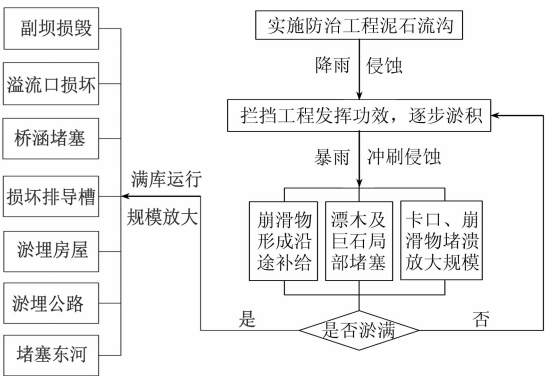 副坝损毁
溢流口损坏
桥涵堵塞
损坏排导槽
淤埋房屋
淤埋公路
堵塞东河
满库运行
规模放大
实施防治工程泥石流沟
降雨 侵蚀
拦挡工程发挥功效，逐步淤积
暴雨 冲刷侵蚀
崩滑物
形成沿
途补给
漂木及
巨石局
部堵塞
卡口、崩
滑物堵溃
放大规模
是
是否淤满
否